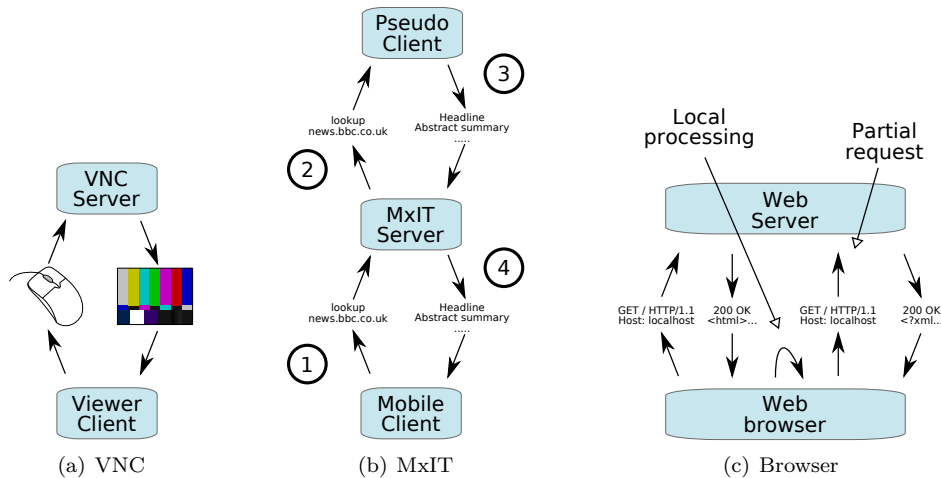 VNC
Server
Viewer
Client
(a) VNC
Pseudo
Client
3
lookup
news.bbc.co.uk
Headline
Abstract summary
.....
2
MxIT
Server
4
lookup
news.bbc.co.uk
Headline
Abstract summary
.....
1
Mobile
Client
(b) MxIT
Local
processing
Partial
request
Web
Server
GET / HTTP/1.1
Host: localhost
200 OK
<html>...
GET / HTTP/1.1
Host: localhost
200 OK
<?xml...
Web
browser
(c) Browser